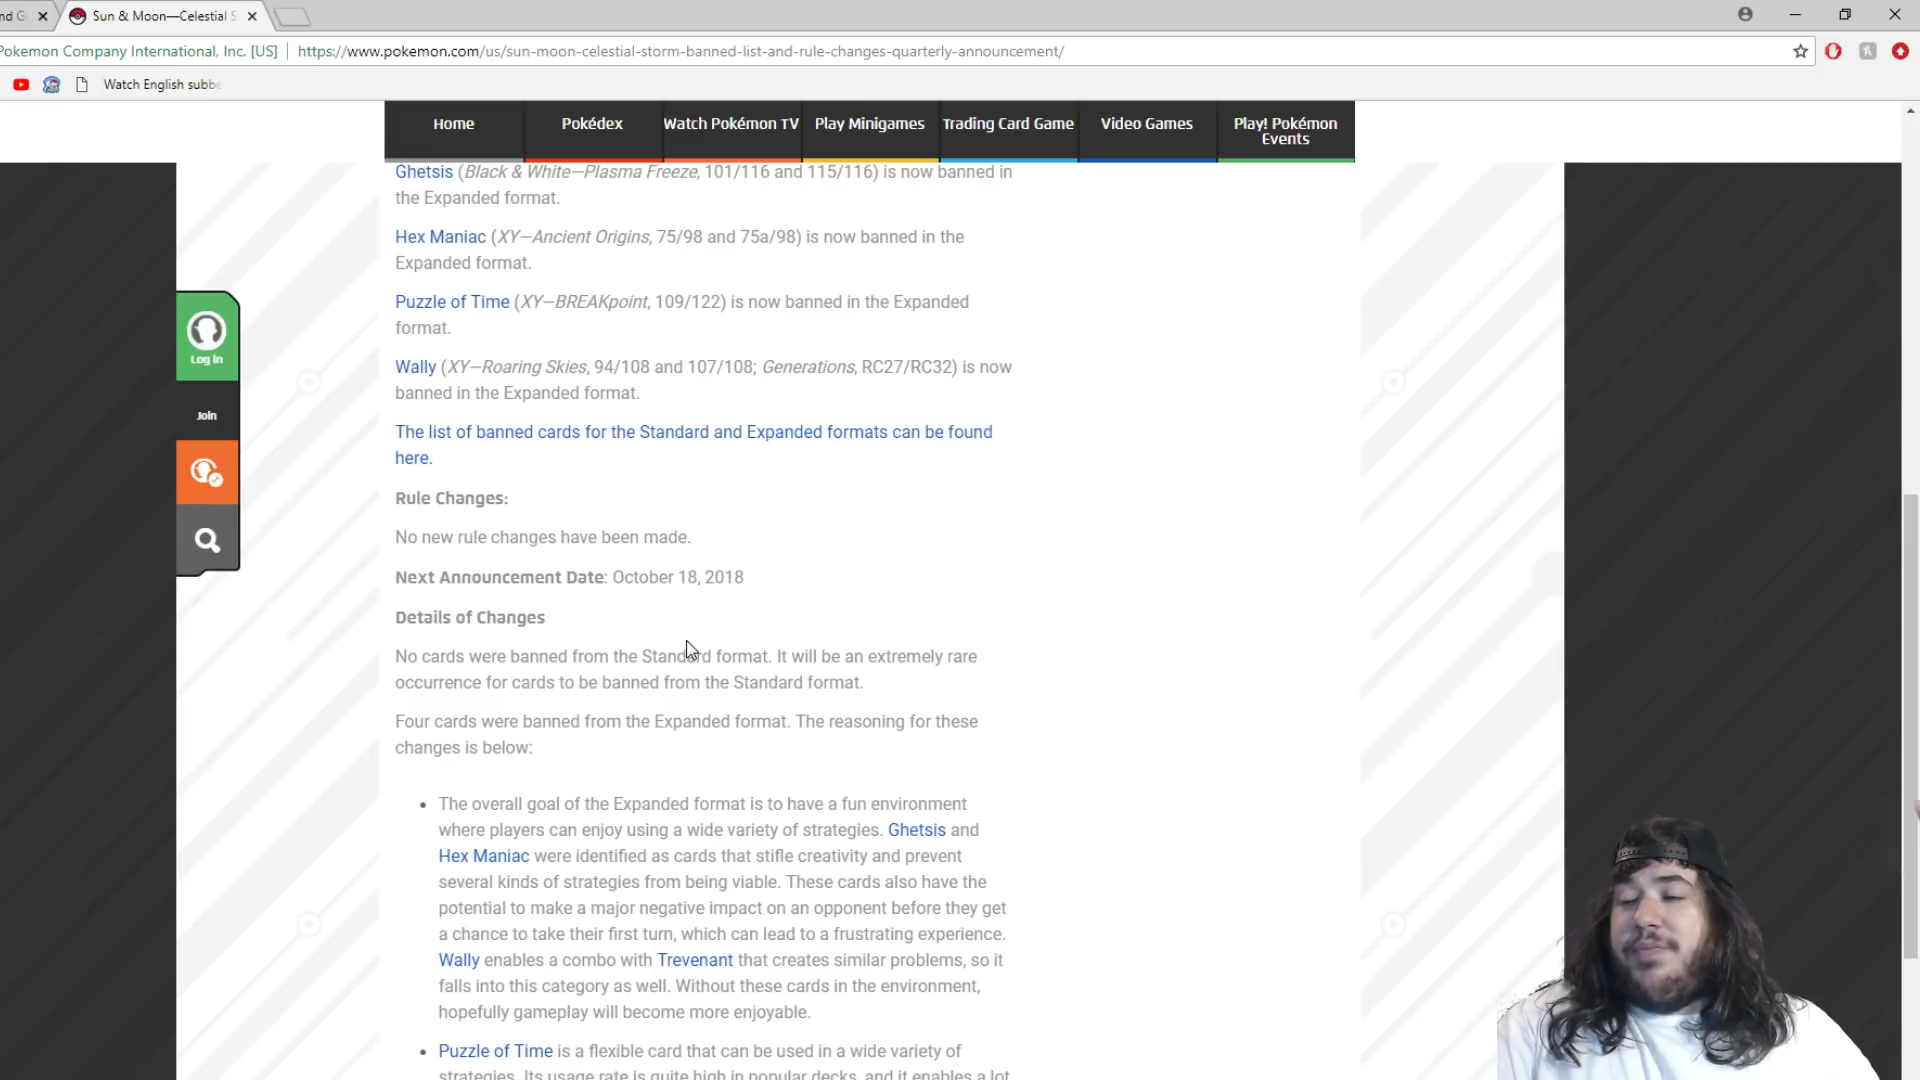 Sun & Moon—Celestial S
Pokemon Company International, Inc. [US]
https://www.pokemon.com/us/sun-moon-celestial-storm-banned-list-and-rule-changes-quarterly-announcement/
Watch English subbe
Home
Pokédex
Watch Pokémon TV
Play Minigames
Trading Card Game
Video Games
Play! Pokémon
Events
Ghetsis (Black & White—Plasma Freeze, 101/116 and 115/116) is now banned in
the Expanded format.
Hex Maniac (XY—Ancient Origins, 75/98 and 75a/98) is now banned in the
Expanded format.
Puzzle of Time (XY—BREAKpoint, 109/122) is now banned in the Expanded
format.
Wally (XY—Roaring Skies, 94/108 and 107/108; Generations, RC27/RC32) is now
banned in the Expanded format.
Log in
Join
The list of banned cards for the Standard and Expanded formats can be found
here.
Rule Changes:
No new rule changes have been made.
Next Announcement Date: October 18, 2018
Details of Changes
No cards were banned from the Standard format. It will be an extremely rare
occurrence for cards to be banned from the Standard format.
Four cards were banned from the Expanded format. The reasoning for these
changes is below:
The overall goal of the Expanded format is to have a fun environment
where players can enjoy using a wide variety of strategies. Ghetsis and
Hex Maniac were identified as cards that stifle creativity and prevent
several kinds of strategies from being viable. These cards also have the
potential to make a major negative impact on an opponent before they get
a chance to take their first turn, which can lead to a frustrating experience.
Wally enables a combo with Trevenant that creates similar problems, so it
falls into this category as well. Without these cards in the environment,
hopefully gameplay will become more enjoyable.
Puzzle of Time is a flexible card that can be used in a wide variety of
strategies. Its usage rate is quite high in popular decks, and it enables a lot